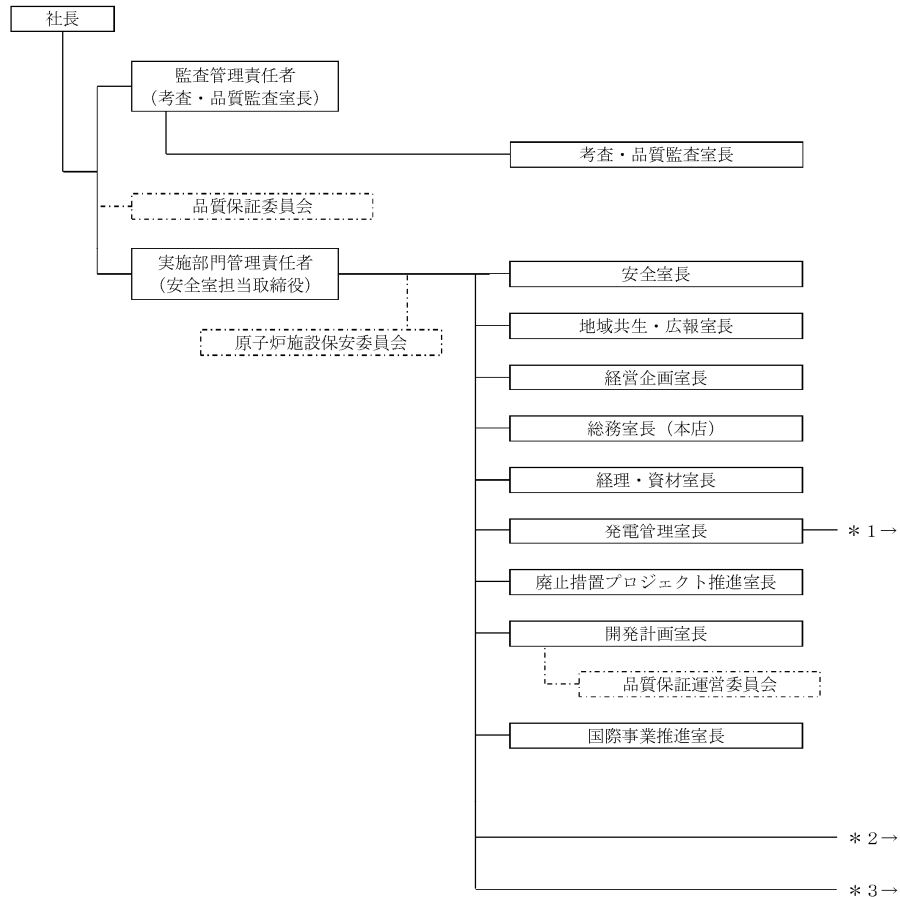 社長
監査管理責任者
（考査・品質監査室長）
考査・品質監査室長
品質保証委員会
実施部門管理責任者
（安全室担当取締役）
安全室長
地域共生・広報室長
原子炉施設保安委員会
経営企画室長
総務室長（本店）
経理・資材室長
発電管理室長
＊1→
廃止措置プロジェクト推進室長
開発計画室長
品質保証運営委員会
国際事業推進室長
＊2→
＊3→